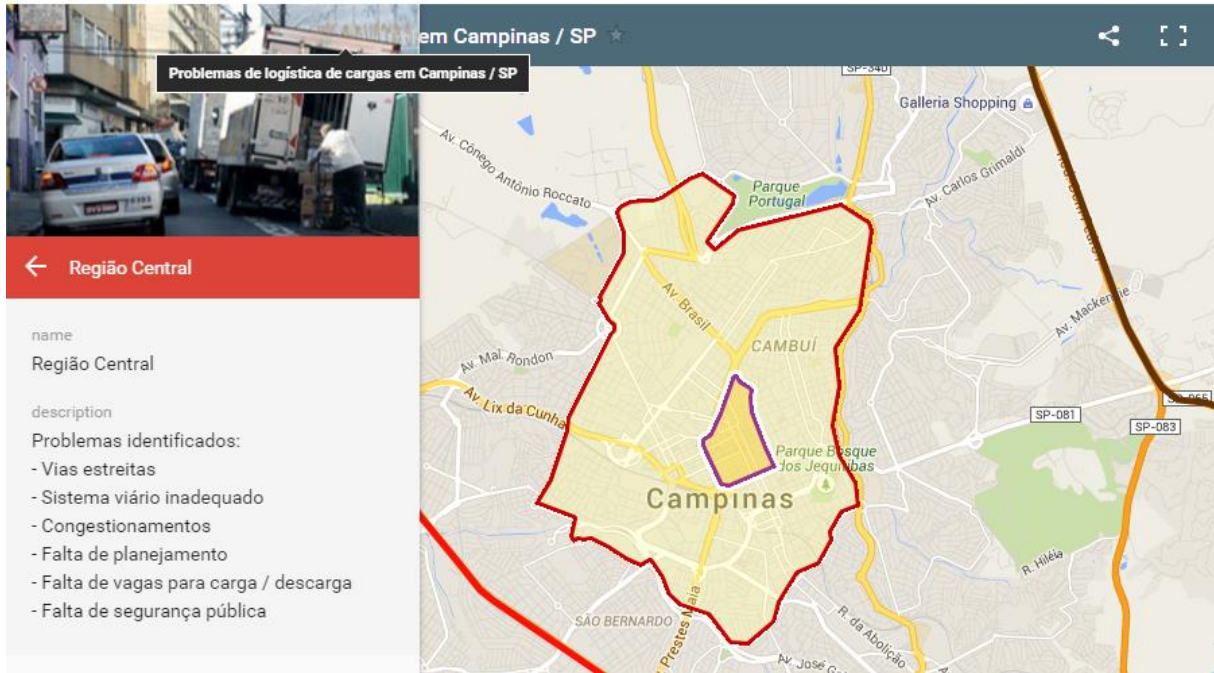 em Campinas / SP
Problemas de logística de cargas em Campinas / SP
Região Central
name
Região Central
description
Problemas identificados:
- Vias estreitas
- Sistema viário inadequado
- Congestionamentos
- Falta de planejamento
- Falta de vagas para carga / descarga
- Falta de segurança pública
SP-340
Galleria Shopping
Av. Cônego Antônio Roccato
Parque
Portugal
Av. Carlos Grimaldi
Av. Brasil
Av. Mackenzie
CAMBUÍ
Av. Mal. Rondon
Av. Lix da Cunha
SP-081
SP-065
SP-083
Parque Bosque
dos Jequitibás
Campinas
R. Hiléia
SÃO BERNARDO
Prestes Maia
R. da Abolição
Av. José